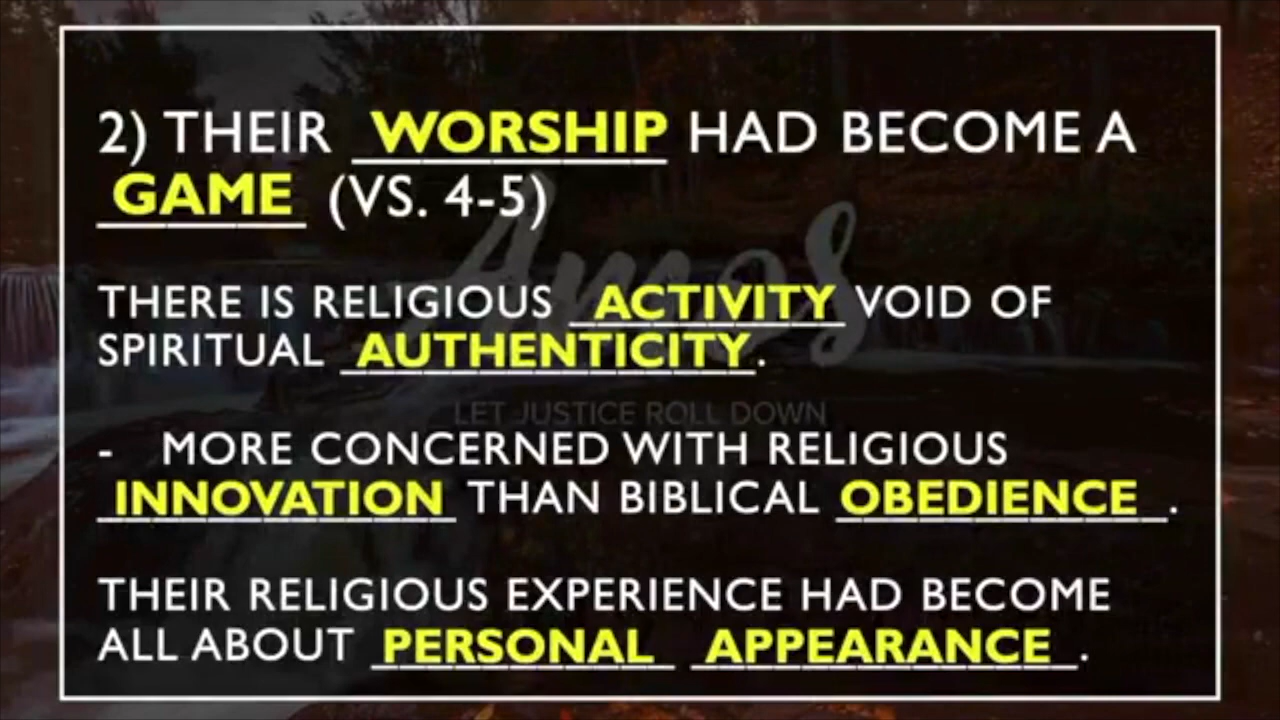 2) THEIR WORSHIP HAD BECOME A
GAME (VS. 4-5)
THERE IS RELIGIOUS ACTIVITY VOID OF
SPIRITUAL AUTHENTICITY.
Amos
LET JUSTICE ROLL DOWN
- MORE CONCERNED WITH RELIGIOUS
INNOVATION THAN BIBLICAL OBEDIENCE.
THEIR RELIGIOUS EXPERIENCE HAD BECOME
ALL ABOUT PERSONAL APPEARANCE.